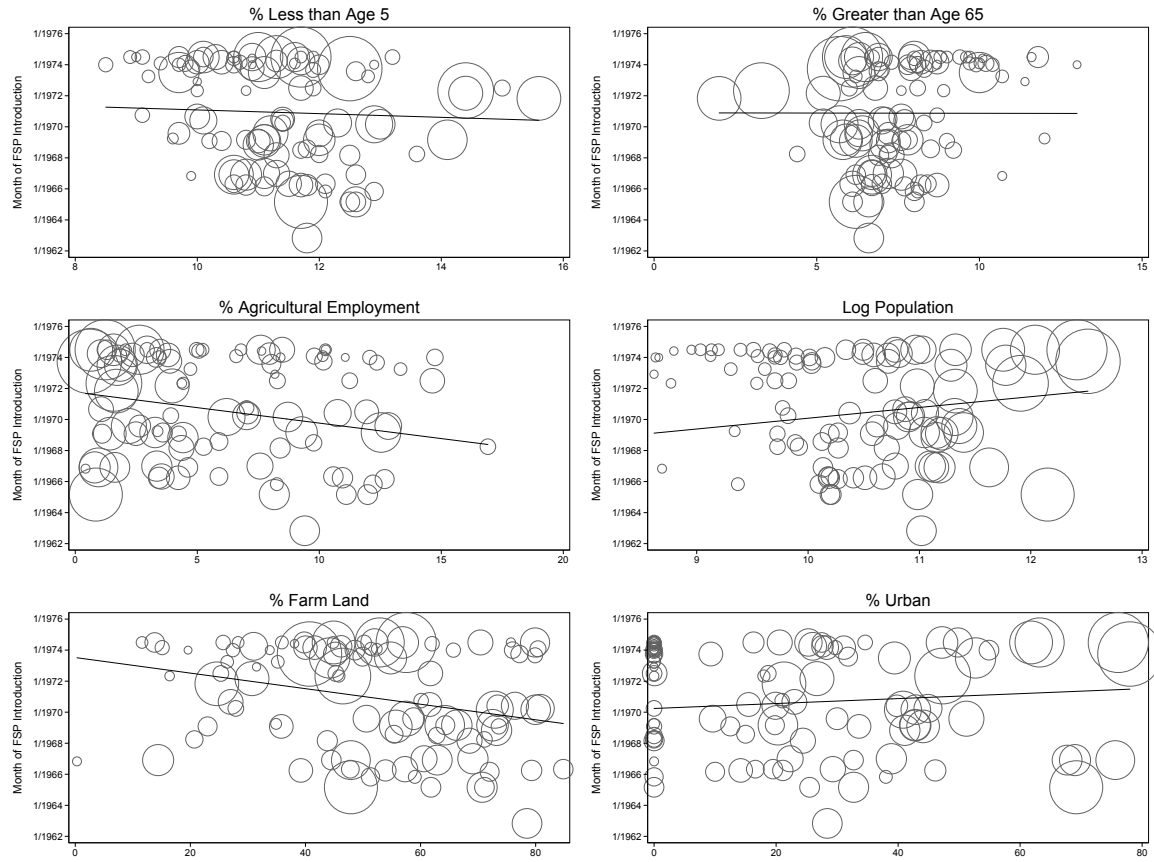 % Less than Age 5
Month of FSP Introduction
1/1976
1/1974
1/1972
1/1970
1/1968
1/1966
1/1964
1/1962
8 10 12 14 16
% Greater than Age 65
Month of FSP Introduction
1/1976
1/1974
1/1972
1/1970
1/1968
1/1966
1/1964
1/1962
0 5 10 15
% Agricultural Employment
Month of FSP Introduction
1/1976
1/1974
1/1972
1/1970
1/1968
1/1966
1/1964
1/1962
0 5 10 15 20
Log Population
Month of FSP Introduction
1/1976
1/1974
1/1972
1/1970
1/1968
1/1966
1/1964
1/1962
9 10 11 12 13
% Farm Land
Month of FSP Introduction
1/1976
1/1974
1/1972
1/1970
1/1968
1/1966
1/1964
1/1962
0 20 40 60 80
% Urban
Month of FSP Introduction
1/1976
1/1974
1/1972
1/1970
1/1968
1/1966
1/1964
1/1962
0 20 40 60 80